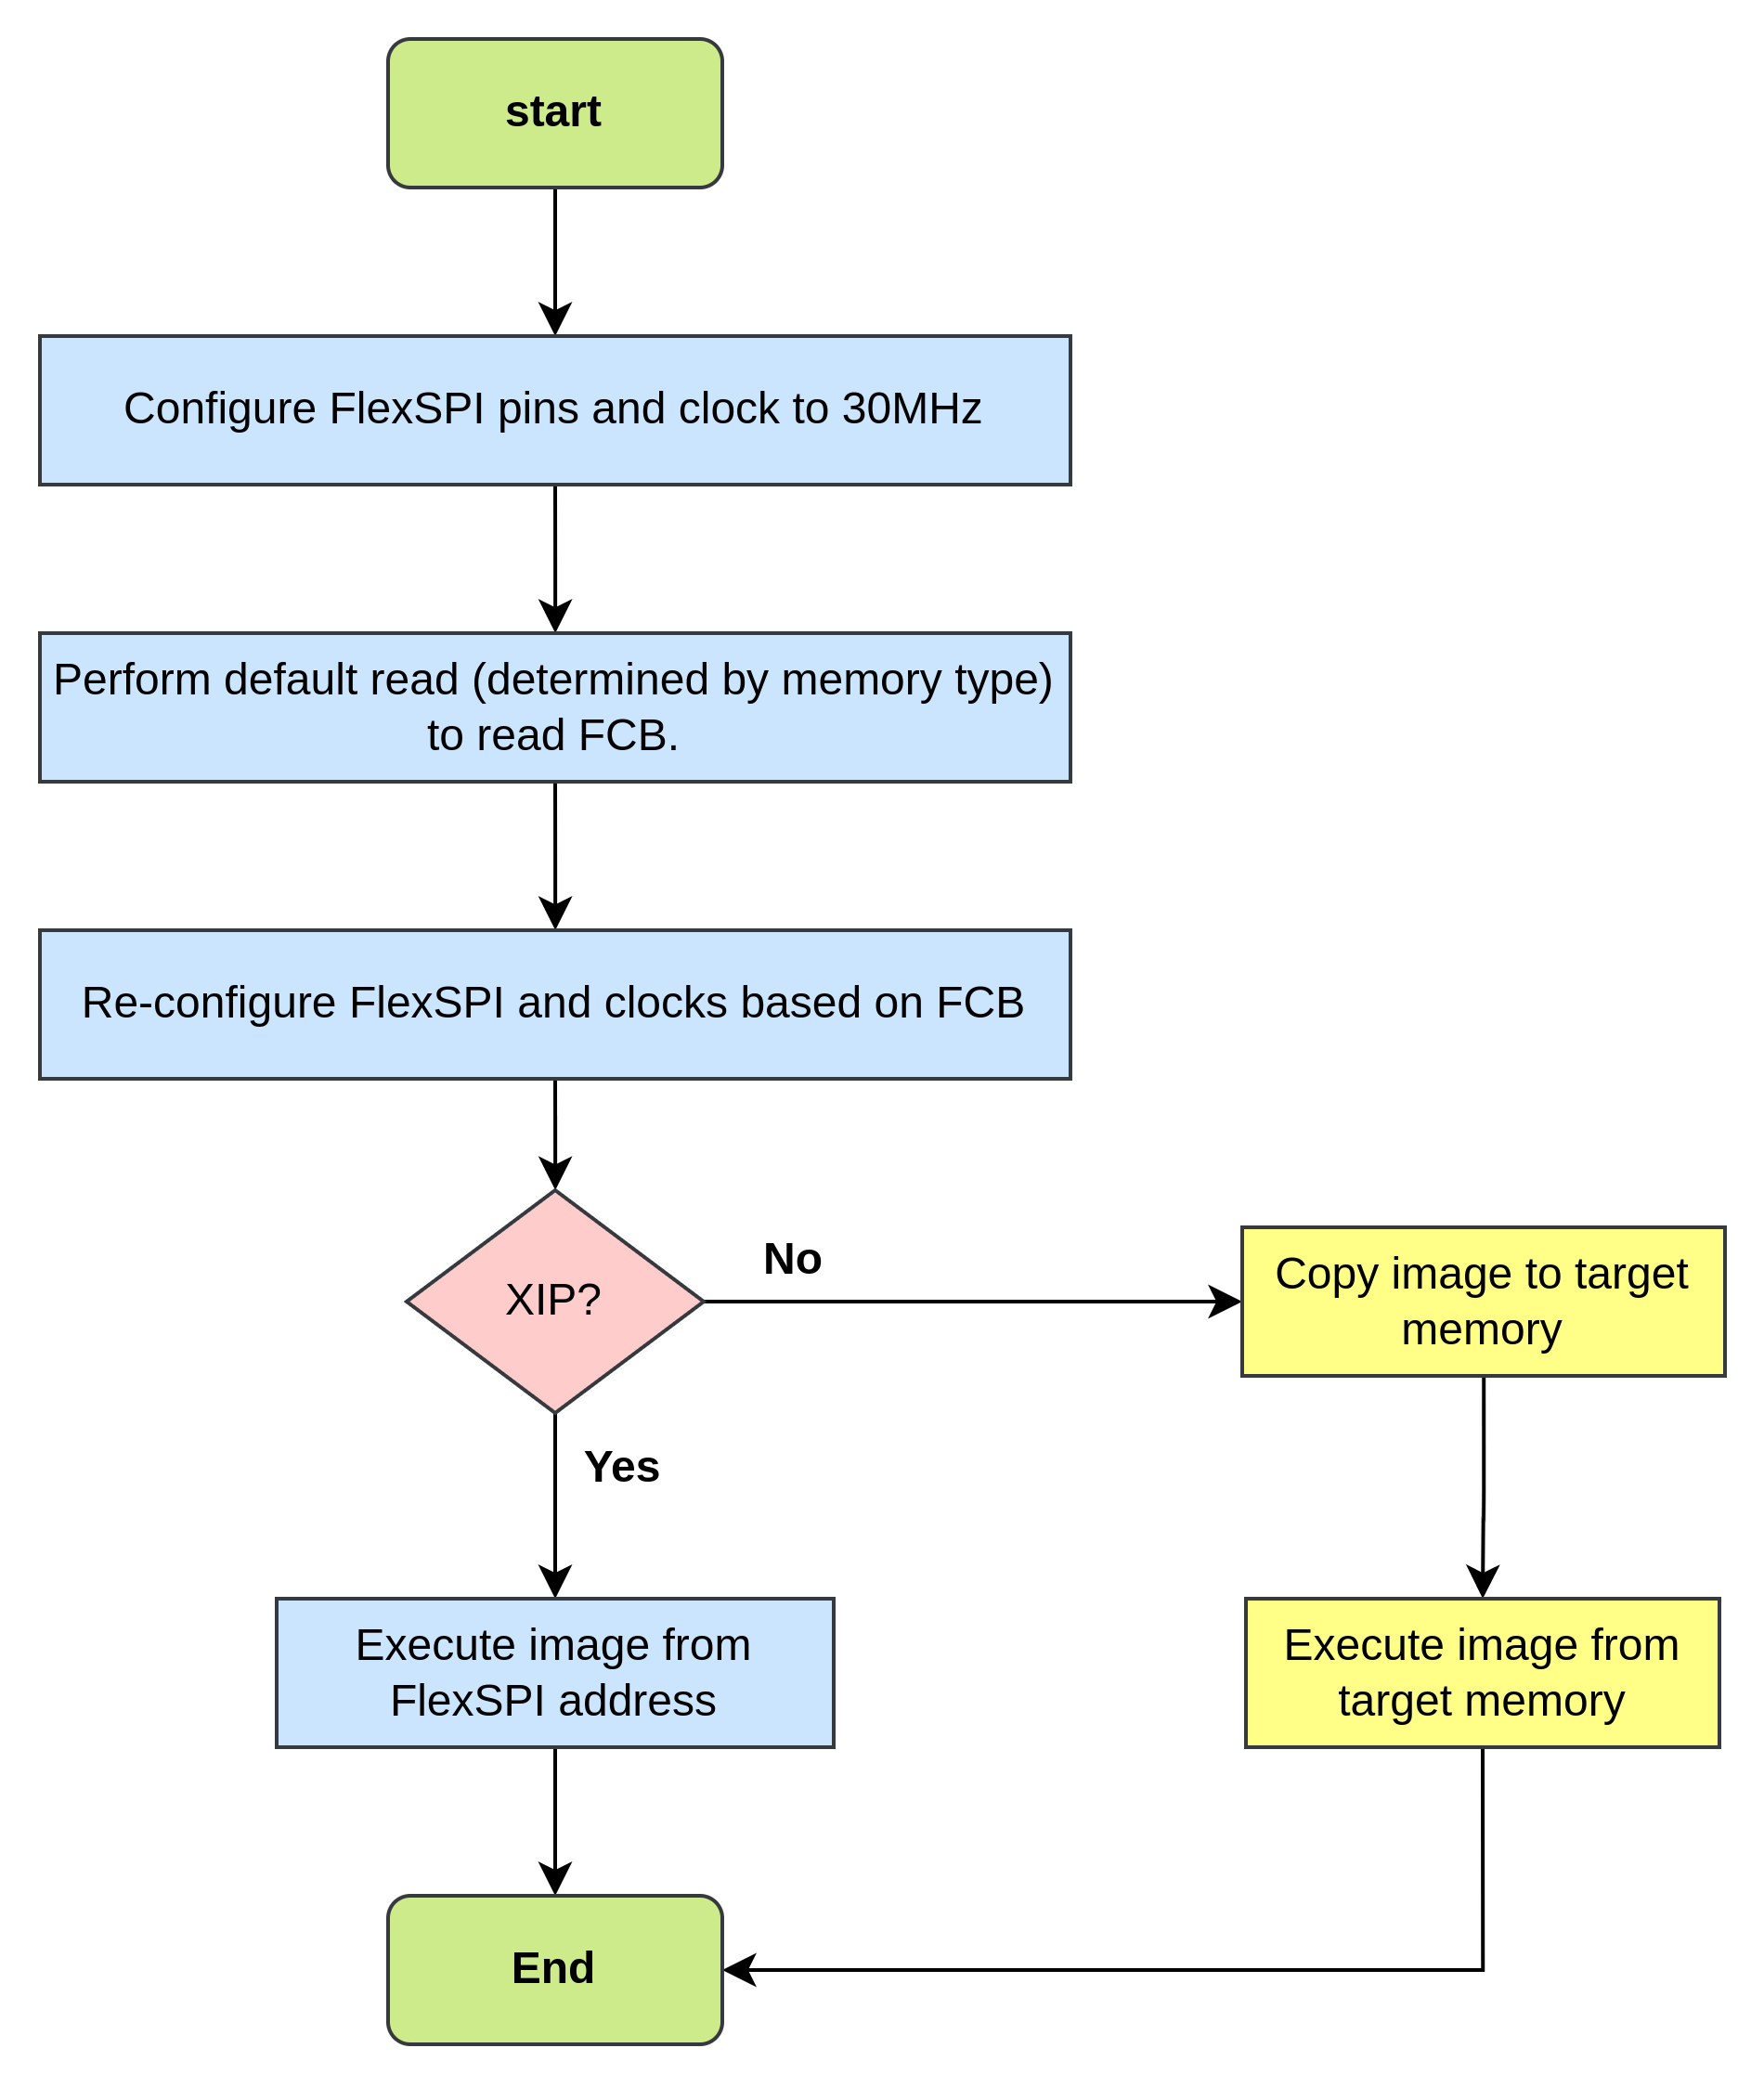 start
Configure FlexSPI pins and clock to 30MHz
Perform default read (determined by memory type)
to read FCB.
Re-configure FlexSPI and clocks based on FCB
XIP?
No
Copy image to target
memory
Yes
Execute image from
FlexSPI address
Execute image from
target memory
End